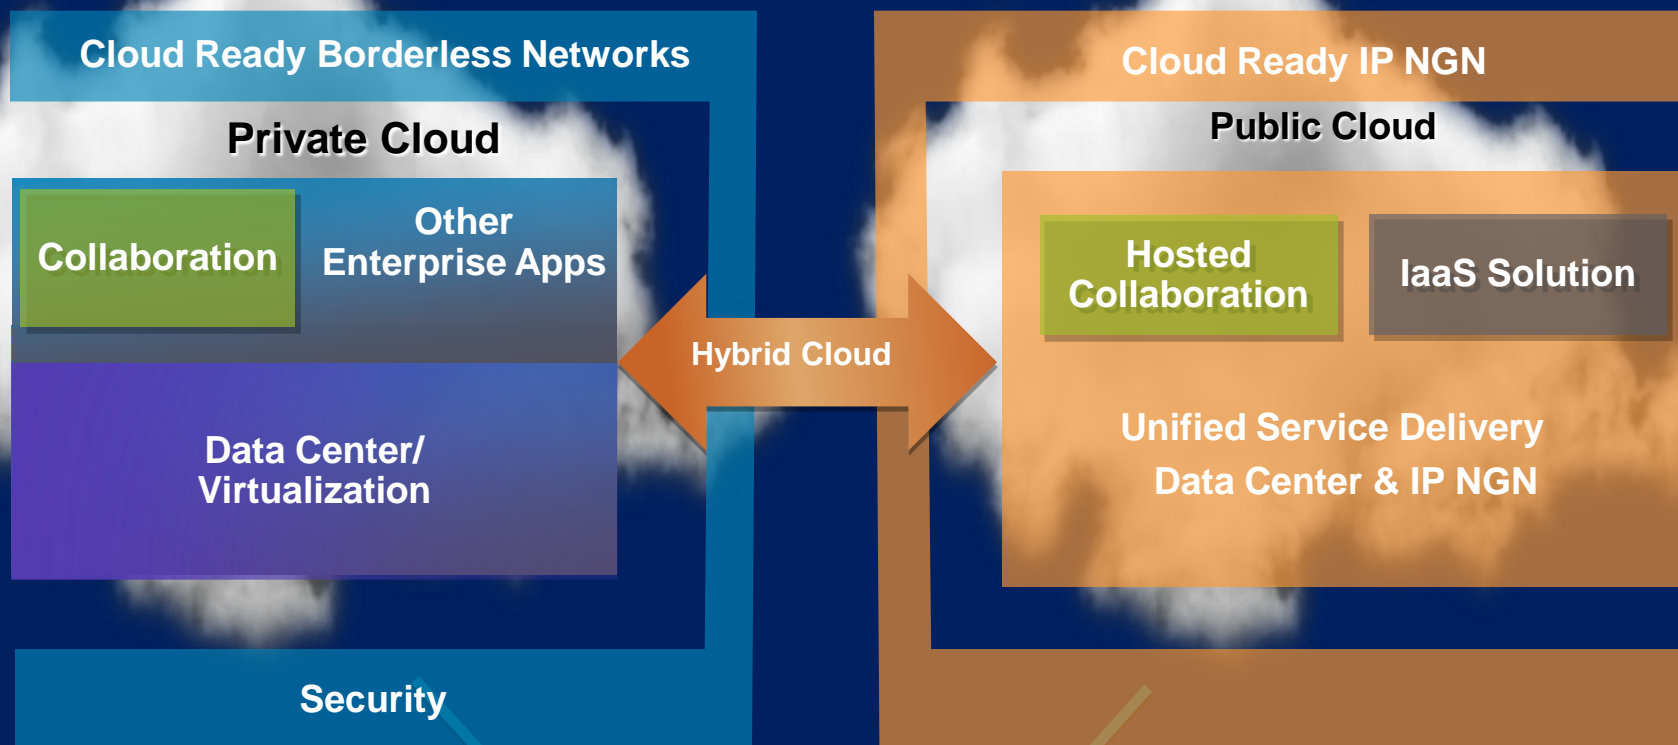 Cloud Ready Borderless Networks
Private Cloud
Collaboration
Other
Enterprise Apps
Data Center/
Virtualization
Security
Hybrid Cloud
Cloud Ready IP NGN
Public Cloud
Hosted
Collaboration
IaaS Solution
Unified Service Delivery
Data Center & IP NGN